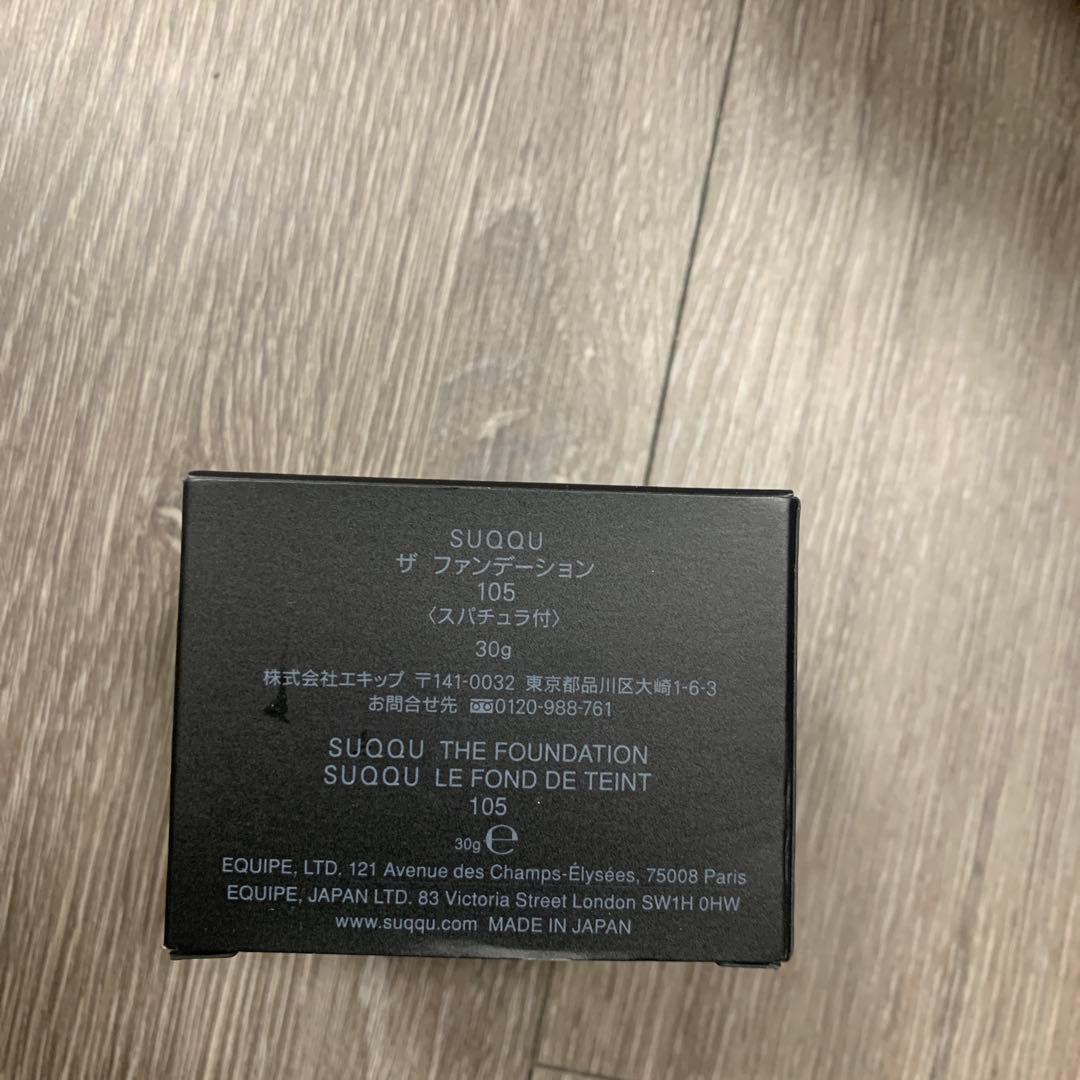 SUQQU
ザ ファンデーション
105
〈スパチュラ付〉
30g
株式会社エキップ 〒141-0032 東京都品川区大崎1-6-3
お問合せ先 0120-988-761
SUQQU THE FOUNDATION
SUQQU LE FOND DE TEINT
105
30g ℮
EQUIPE, LTD. 121 Avenue des Champs-Élysées, 75008 Paris
EQUIPE, JAPAN LTD. 83 Victoria Street London SW1H 0HW
www.suqqu.com MADE IN JAPAN